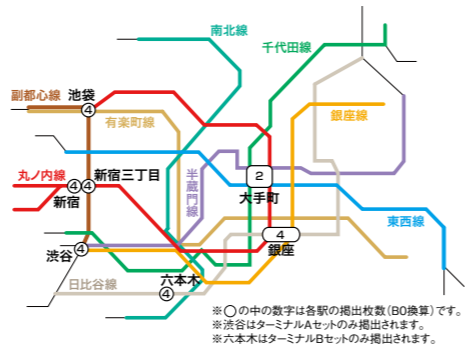 南北線
千代田線
副都心線
池袋
④
有楽町線
銀座線
丸ノ内線
新宿三丁目
④④
新宿
半蔵門線
2
大手町
東西線
渋谷
④
4
銀座
六本木
④
日比谷線
※○の中の数字は各駅の掲出枚数(B0換算)です。
※渋谷はターミナルAセットのみ掲出されます。
※六本木はターミナルBセットのみ掲出されます。